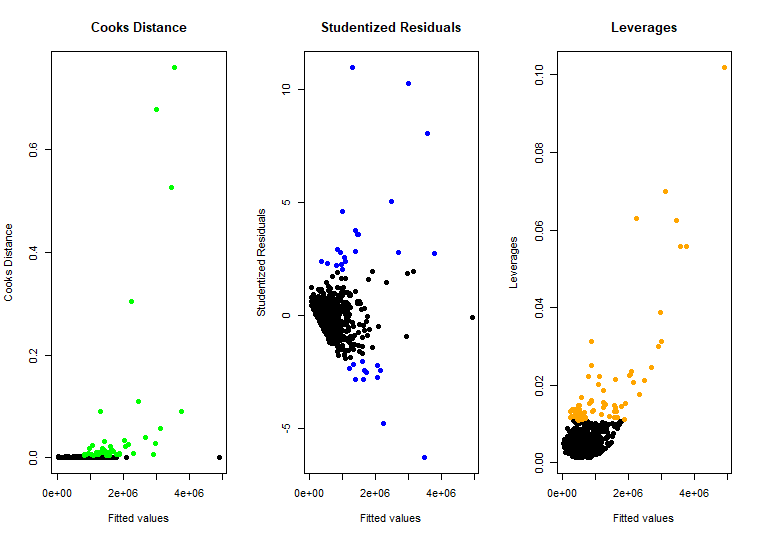 Cooks Distance
Cooks Distance
0.0
0.2
0.4
0.6
0e+00
2e+06
4e+06
Fitted values
Studentized Residuals
Studentized Residuals
-5
0
5
10
0e+00
2e+06
4e+06
Fitted values
Leverages
Leverages
0.00
0.02
0.04
0.06
0.08
0.10
0e+00
2e+06
4e+06
Fitted values